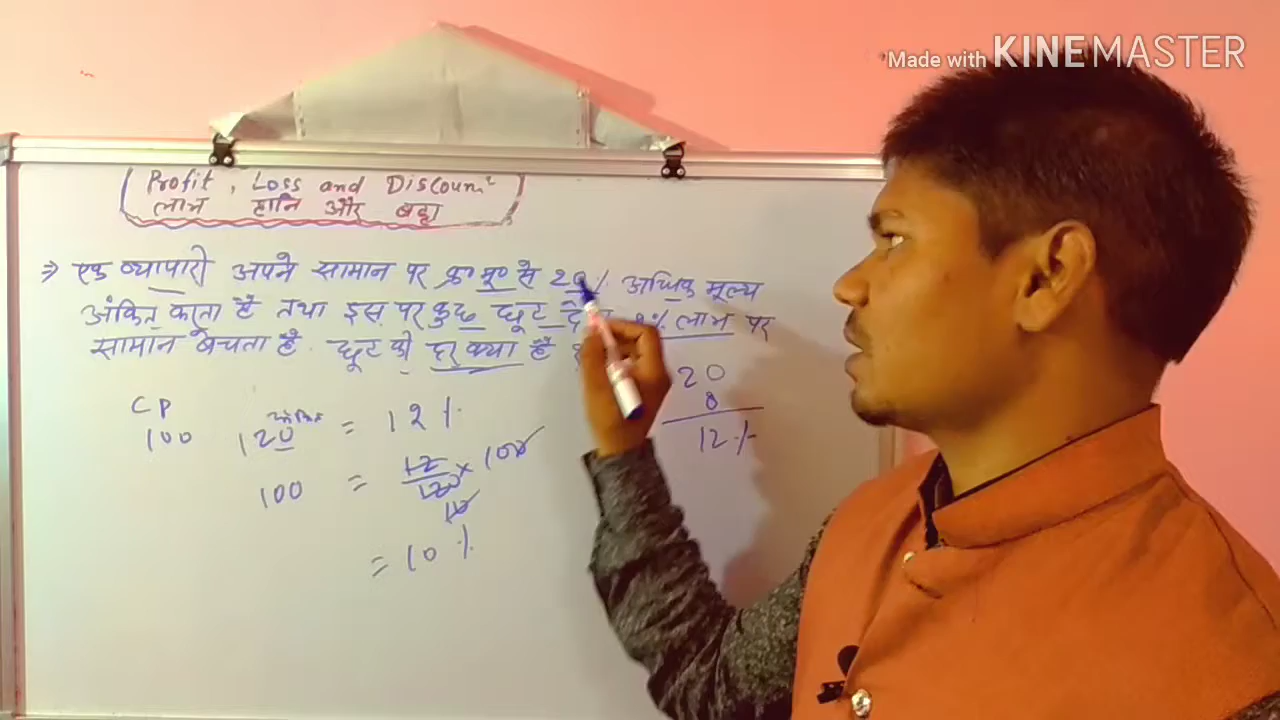 Made with KINEMASTER
Profit, Loss and Discount
लाभ हानि और बट्टा
⇒ एक व्यापारी अपने सामान पर क्र० मू० से 20% अधिक मूल्य
अंकित करता है तथा इस पर कुछ छूट 8% लाभ पर
सामान बेचता है. छूट की दर क्या है
20
8
12%
CP
100 120 = 12%
100 = 12/120 × 100
10
= 10%